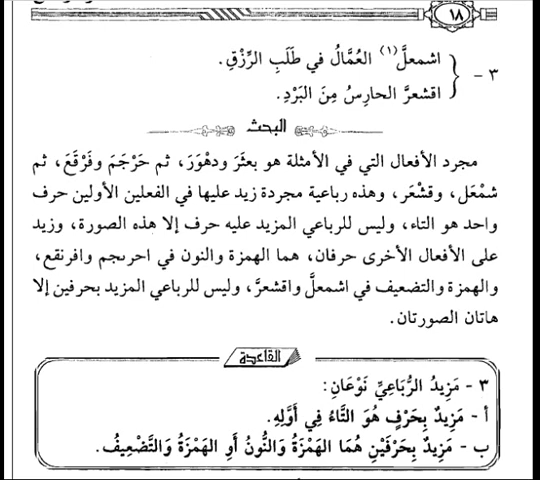 ١٨
٣ - اشمعلَّ(١) العُمَّالُ في طَلَبِ الرِّزْقِ.
اقشعرَّ الحارِسُ مِنَ البَرْدِ.
البحث
مجرد الأفعال التي في الأمثلة هو بعثَرَ ودهْوَرَ، ثم حَرْجَمَ وفَرْقَعَ، ثم
شمْعَل، وقشْعَر، وهذه رباعية مجردة زيد عليها في الفعلين الأولين حرف
واحد هو التاء، وليس للرباعي المزيد عليه حرف إلا هذه الصورة، وزيد
على الأفعال الأخرى حرفان، هما الهمزة والنون في احرنجم وافرنقع،
والهمزة والتضعيف في اشمعلَّ واقشعرَّ، وليس للرباعي المزيد بحرفين إلا
هاتان الصورتان.
القاعدة
٣ - مَزِيدُ الرُّبَاعِيِّ نَوْعَانِ:
أ - مَزِيدٌ بِحَرْفٍ هُوَ التَّاءُ فِي أَوَّلِهِ.
ب - مَزِيدٌ بِحَرْفَيْنِ هُمَا الهَمْزَةُ وَالنُّونُ أَوِ الهَمْزَةُ وَالتَّضْعِيفُ.